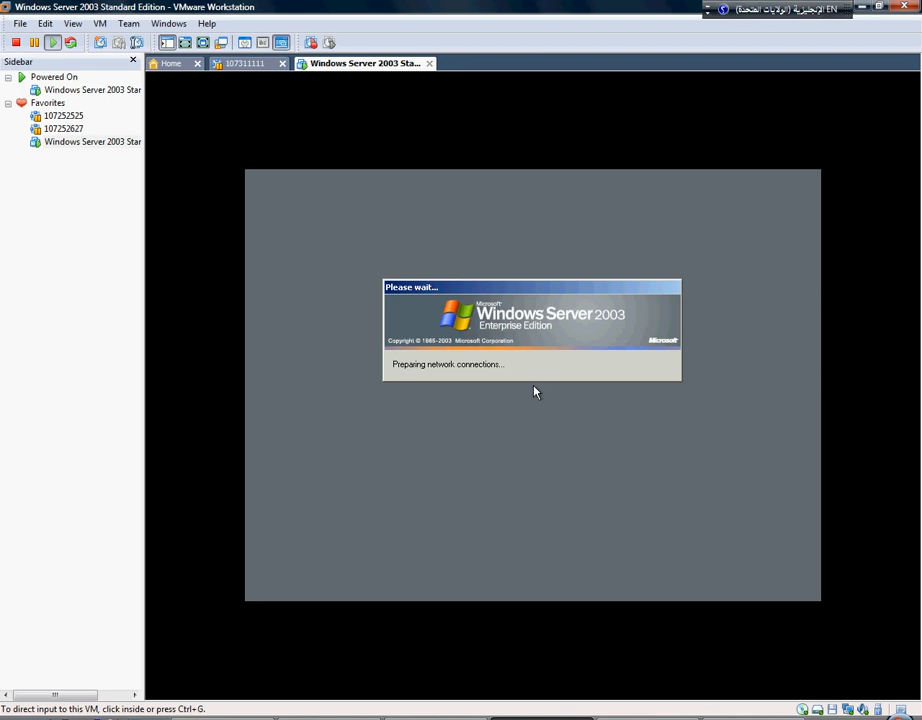 Windows Server 2003 Standard Edition - VMware Workstation
EN الإنجليزية (الولايات المتحدة)
File Edit View VM Team Windows Help
Sidebar
Home
107311111
Windows Server 2003 Sta...
Powered On
Windows Server 2003 Star
Favorites
107252525
107252627
Windows Server 2003 Star
Please wait...
Microsoft
Windows Server 2003
Enterprise Edition
Copyright © 1985-2003 Microsoft Corporation
Microsoft
Preparing network connections...
To direct input to this VM, click inside or press Ctrl+G.